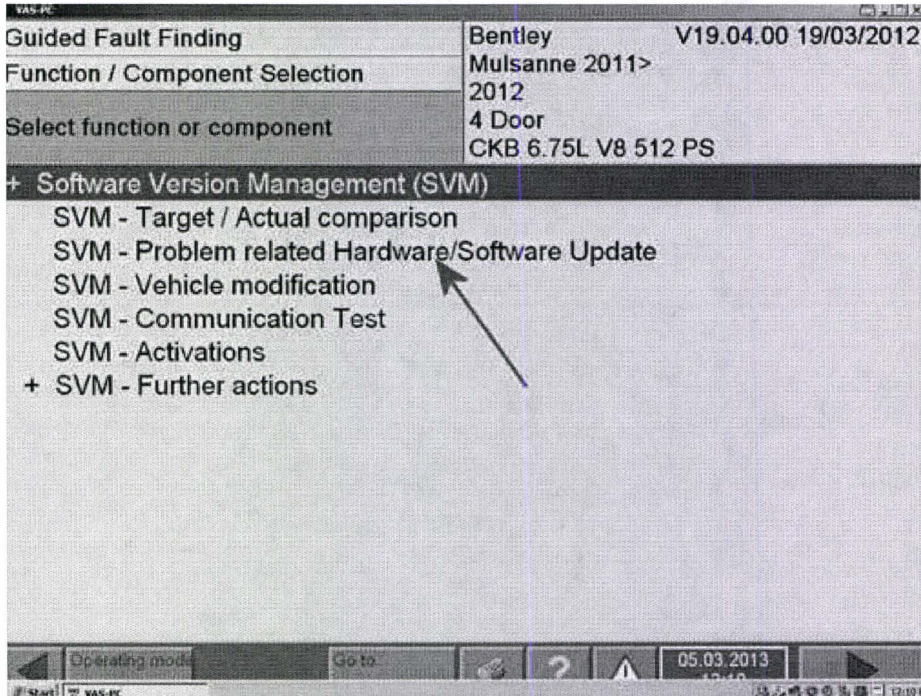 VAS-PC
Guided Fault Finding
Function / Component Selection
Select function or component
Bentley V19.04.00 19/03/2012
Mulsanne 2011>
2012
4 Door
CKB 6.75L V8 512 PS
+ Software Version Management (SVM)
SVM - Target / Actual comparison
SVM - Problem related Hardware/Software Update
SVM - Vehicle modification
SVM - Communication Test
SVM - Activations
+ SVM - Further actions
Operating mode
Go to
?
05.03.2013
Start VAS-PC